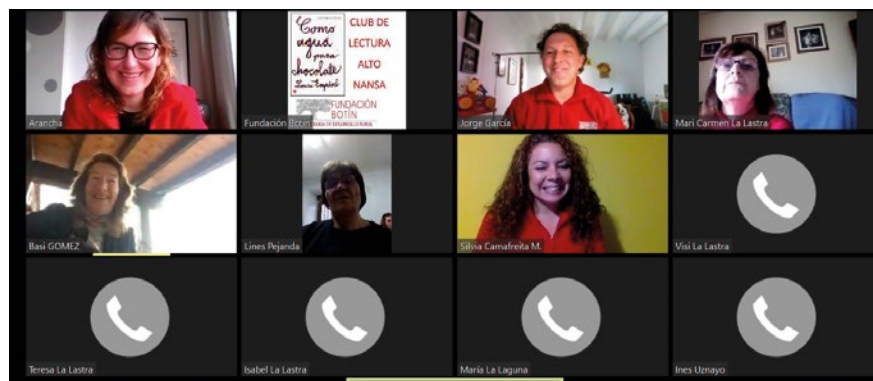 Arancha
Como
agua
para
chocolate
Laura Esquivel
CLUB DE
LECTURA
ALTO
NANSA
FUNDACIÓN
BOTÍN
Fundación Botín
Jorge García
Mari Carmen La Lastra
Basi GOMEZ
Lines Pejanda
Silvia Camafreita M.
Visi La Lastra
Teresa La Lastra
Isabel La Lastra
María La Laguna
Ines Uznayo